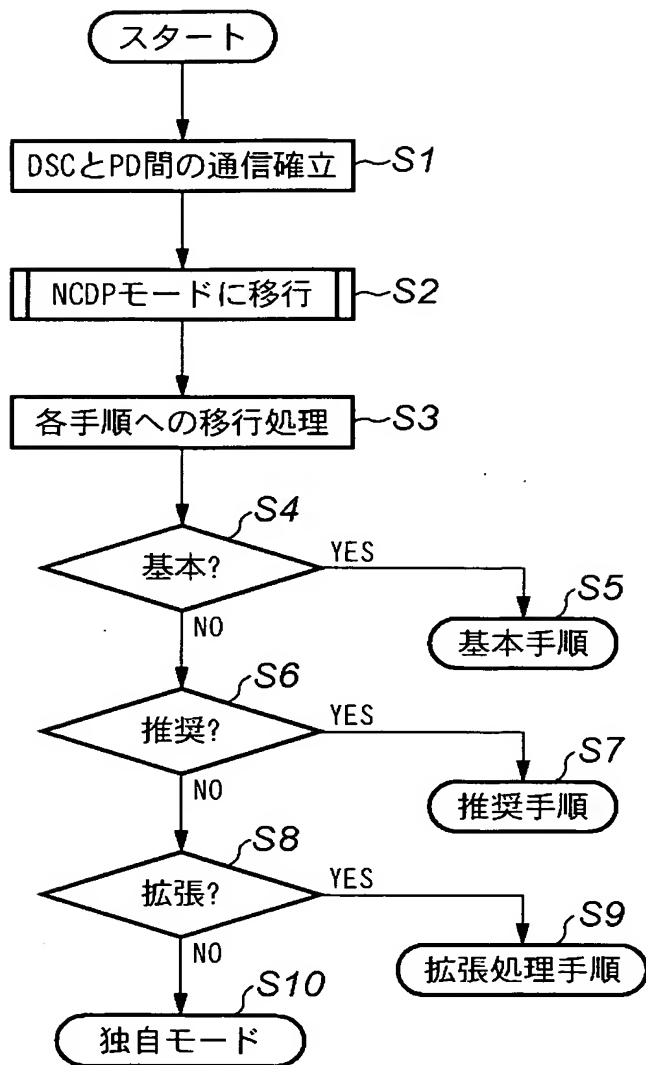 スタート
DSCとPD間の通信確立
S1
NCDPモードに移行
S2
各手順への移行処理
S3
S4
基本?
YES
S5
基本手順
NO
S6
推奨?
YES
S7
推奨手順
NO
S8
拡張?
YES
S9
拡張処理手順
NO
S10
独自モード